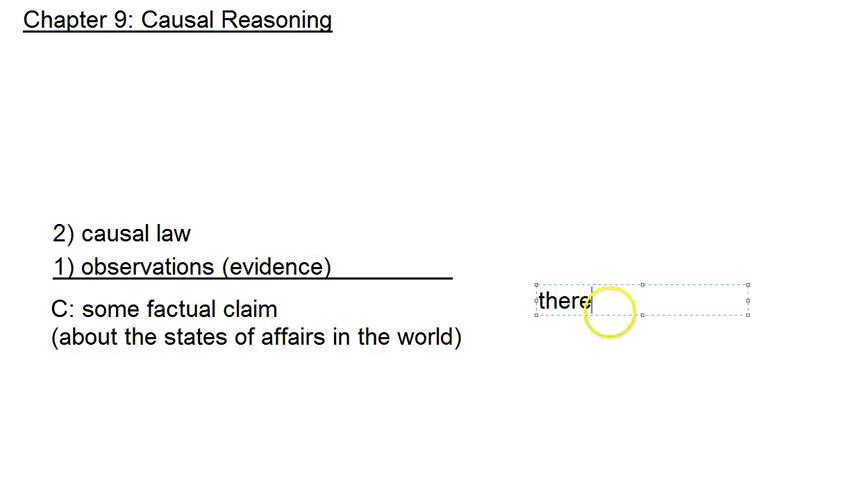 Chapter 9: Causal Reasoning
2) causal law
1) observations (evidence)
C: some factual claim
(about the states of affairs in the world)
there